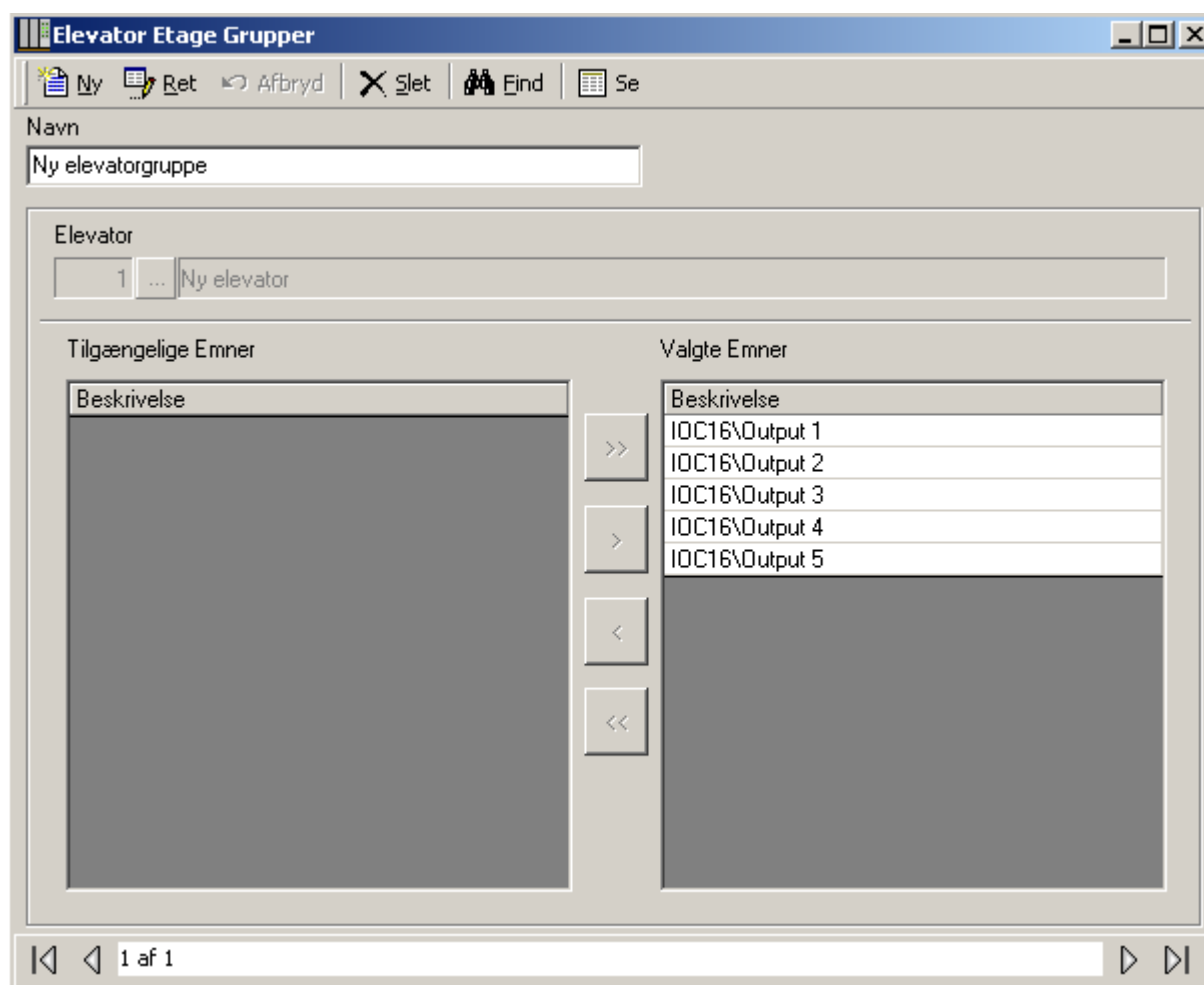 Elevator Etage Grupper
Ny Ret Afbryd Slet Find Se
Navn
Ny elevatorgruppe
Elevator
1 ... Ny elevator
Tilgængelige Emner
Beskrivelse
>>
>
<
<<
Valgte Emner
Beskrivelse
IOC16\Output 1
IOC16\Output 2
IOC16\Output 3
IOC16\Output 4
IOC16\Output 5
1 af 1